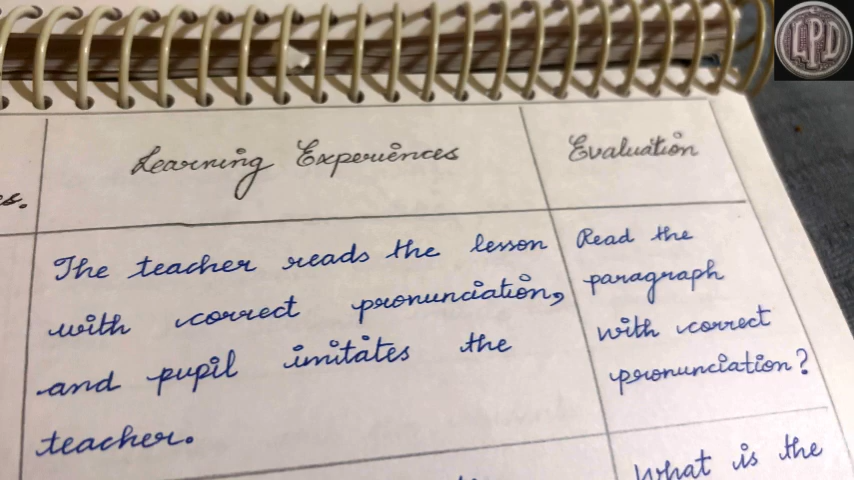 LPD
Learning Experiences
Evaluation
es.
The teacher reads the lesson
with correct pronunciation,
and pupil imitates the
teacher.
Read the
paragraph
with correct
pronunciation?
What is the